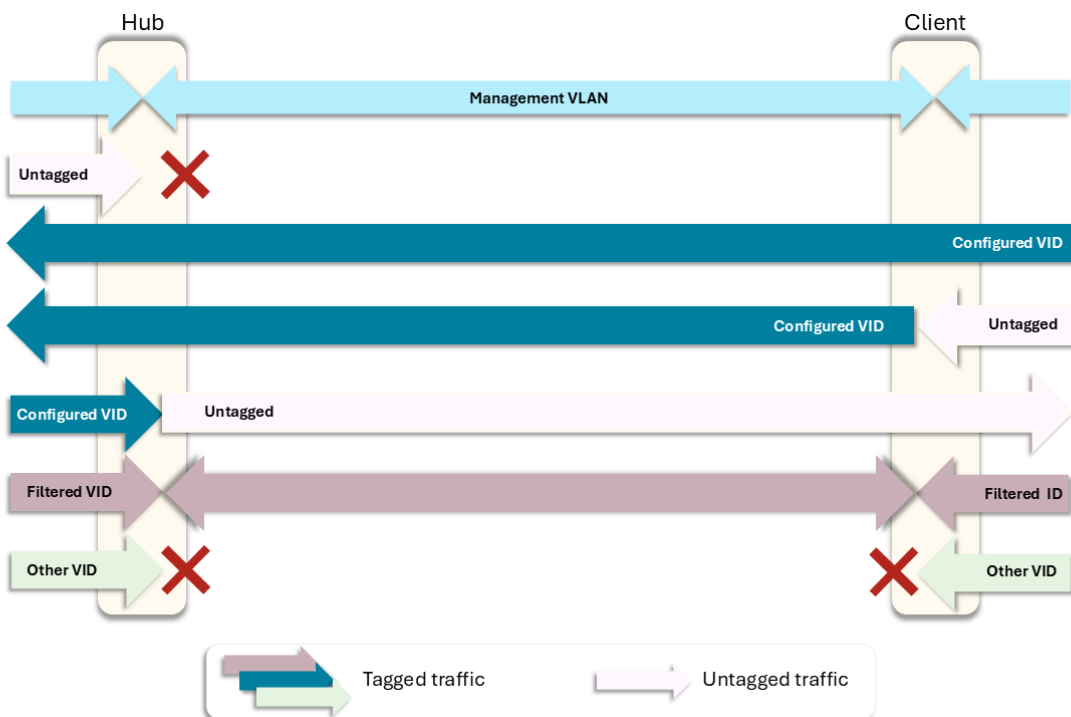 Hub
Client
Management VLAN
Untagged
Configured VID
Configured VID
Untagged
Configured VID
Untagged
Filtered VID
Filtered ID
Other VID
Other VID
Tagged traffic
Untagged traffic